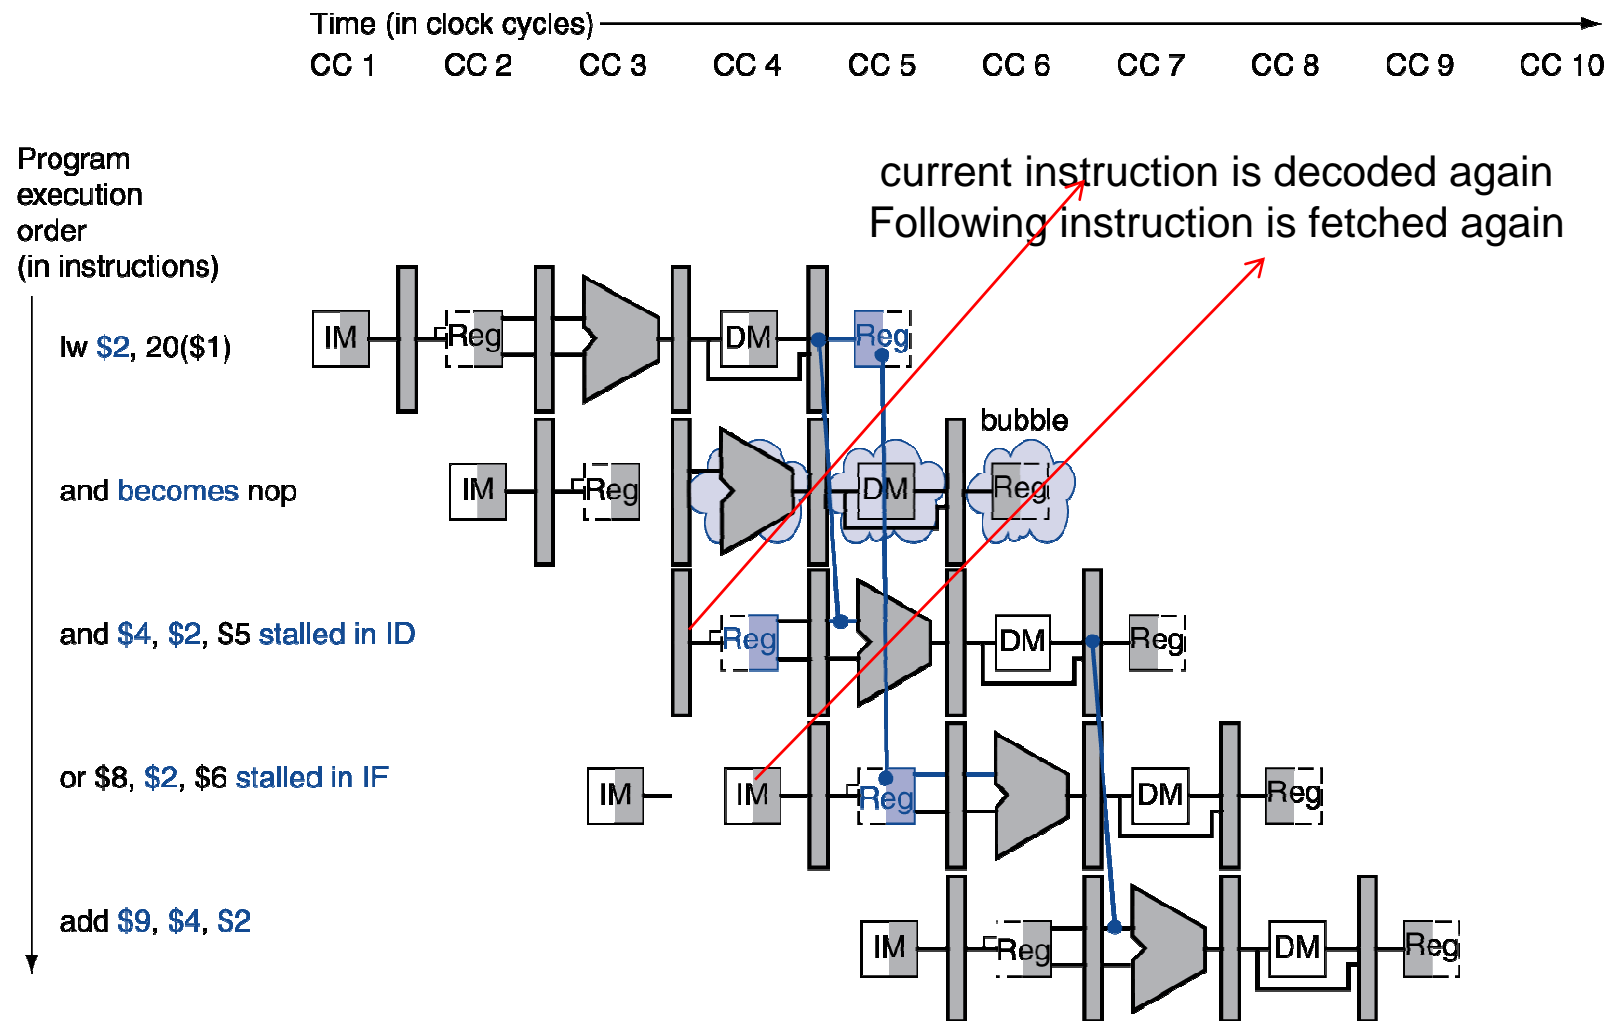 Time (in clock cycles)
CC 1 CC 2 CC 3 CC 4 CC 5 CC 6 CC 7 CC 8 CC 9 CC 10
Program
execution
order
(in instructions)
current instruction is decoded again
Following instruction is fetched again
lw $2, 20($1)
IM Reg DM Reg
bubble
and becomes nop
IM Reg DM Reg
and $4, $2, S5 stalled in ID
Reg DM Reg
or $8, $2, $6 stalled in IF
IM IM Reg DM Reg
add $9, $4, S2
IM Reg DM Reg